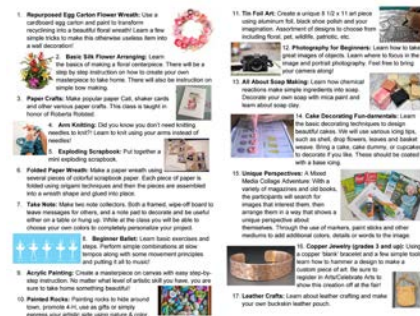 1. Repurposed Egg Carton Flower Wreath: Use a
cardboard egg carton and paint to transform
recycling into a beautiful floral wreath! Learn a few
simple tricks to make this otherwise useless item into
a wall decoration!
2. Basic Silk Flower Arranging: Learn
the basics of making a floral centerpiece. There will be a
step by step instruction on how to create your own
masterpiece to take home. There will also be instruction on
simple bow making.
3. Paper Crafts: Make popular paper Call, shaker cards
and other various paper crafts. This class is taught in
honor of Roberta Rotsted.
4. Arm Knitting: Did you know you don't need knitting
needles to knit!? Learn to knit using your arms instead of
needles!
5. Exploding Scrapbook: Put together a
mini exploding scrapbook.
6. Folded Paper Wreath: Make a paper wreath using
several pieces of colorful scrapbook paper. Each piece of paper is
folded using origami techniques and then the pieces are assembled
into a wreath shape and glued into place.
7. Take Note: Make two note collectors. Both a framed, wipe-off board to
leave messages for others, and a note pad to decorate and be useful
either on a table or hung up. While at the class you will be able to
choose your own colors to completely personalize your project.
8. Beginner Ballet: Learn basic exercises and
steps. Perform simple combinations at slow
tempos along with some movement principles
and putting it all to music!
9. Acrylic Painting: Create a masterpiece on canvas with easy step-by-
step instruction. No matter what level of artistic skill you have, you are
sure to take home something beautiful!
10. Painted Rocks: Painting rocks to hide around
town, promote 4-H, use as gifts or simply
express your artistic side using nature & color
11. Tin Foil Art: Create a unique 8 1/2 x 11 art piece
using aluminum foil, black shoe polish and your
imagination. Assortment of designs to choose from
including floral, pet, wildlife, patriotic, etc.
12. Photography for Beginners: Learn how to take
great images of objects. Learn where to focus in the
image and portrait photography. Feel free to bring
your camera along!
13. All About Soap Making: Learn how chemical
reactions make simple ingredients into soap.
Decorate your own soap with mica paint and
learn about soap clay.
14. Cake Decorating Fun-damentals: Learn
the basic decorating techniques to design
beautiful cakes. We will use various icing tips
such as shell, drop flowers, leaves and basket
weave. Bring a cake, cake dummy, or cupcakes
to decorate if you like. These should be coated
with a base icing.
15. Unique Perspectives: A Mixed
Media Collage Adventure: With a
variety of magazines and old books,
the participants will search for
images that interest them, then
arrange them in a way that shows a
unique perspective about
themselves. Through the use of markers, paint sticks and other
mediums to add additional colors, details or words to the image.
16. Copper Jewelry (grades 3 and up): Using
a copper 'blank' bracelet and a few simple tools
learn how to hammer a design to make a
custom piece of art. Be sure to
register in Arts/Celebrate Arts to
show this creation off at the fair!
17. Leather Crafts: Learn about leather crafting and make
your own buckskin leather pouch.